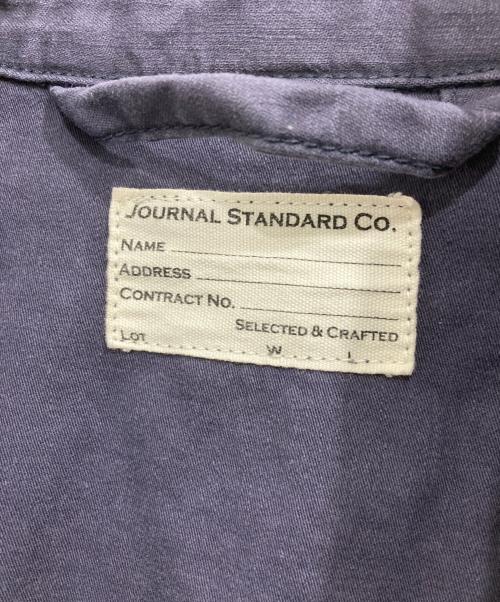 JOURNAL STANDARD CO.
NAME
ADDRESS
CONTRACT NO.
SELECTED & CRAFTED
LOT W L